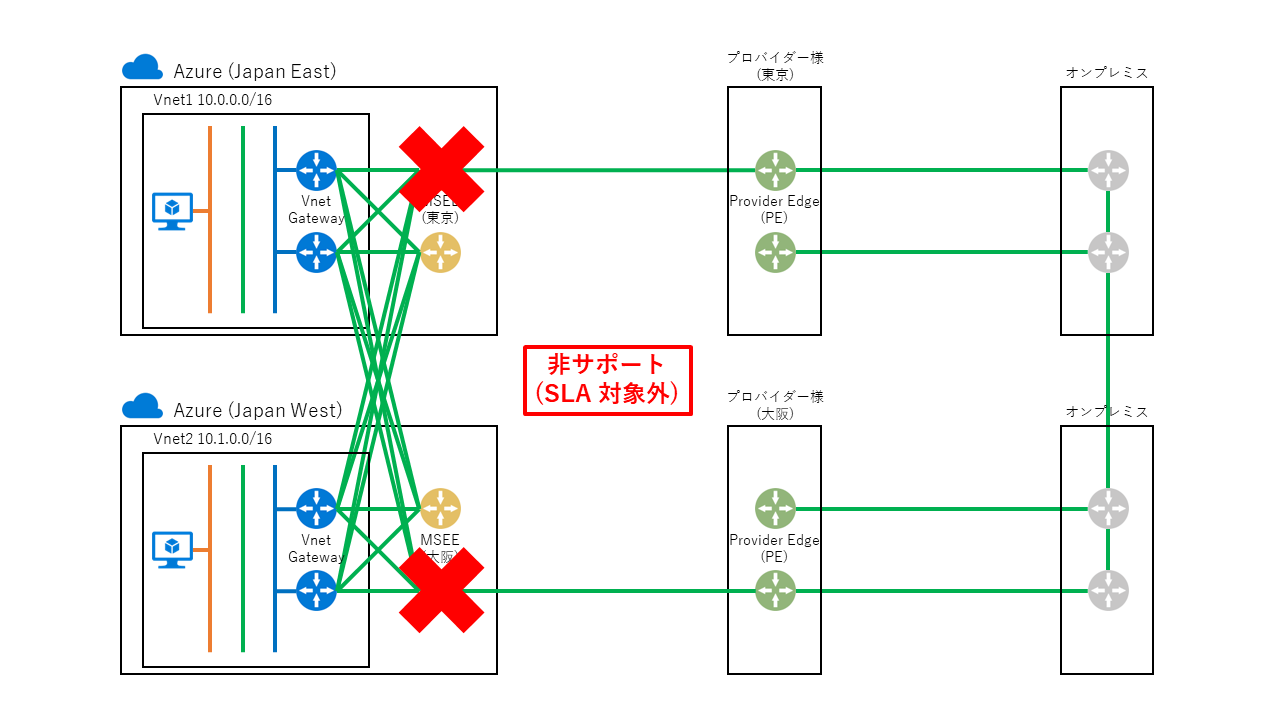 Azure (Japan East)
プロバイダー様
(東京)
オンプレミス
Vnet1 10.0.0.0/16
Vnet
Gateway
MSEE
(東京)
Provider Edge
(PE)
非サポート
(SLA 対象外)
Azure (Japan West)
プロバイダー様
(大阪)
オンプレミス
Vnet2 10.1.0.0/16
Vnet
Gateway
MSEE
(大阪)
Provider Edge
(PE)